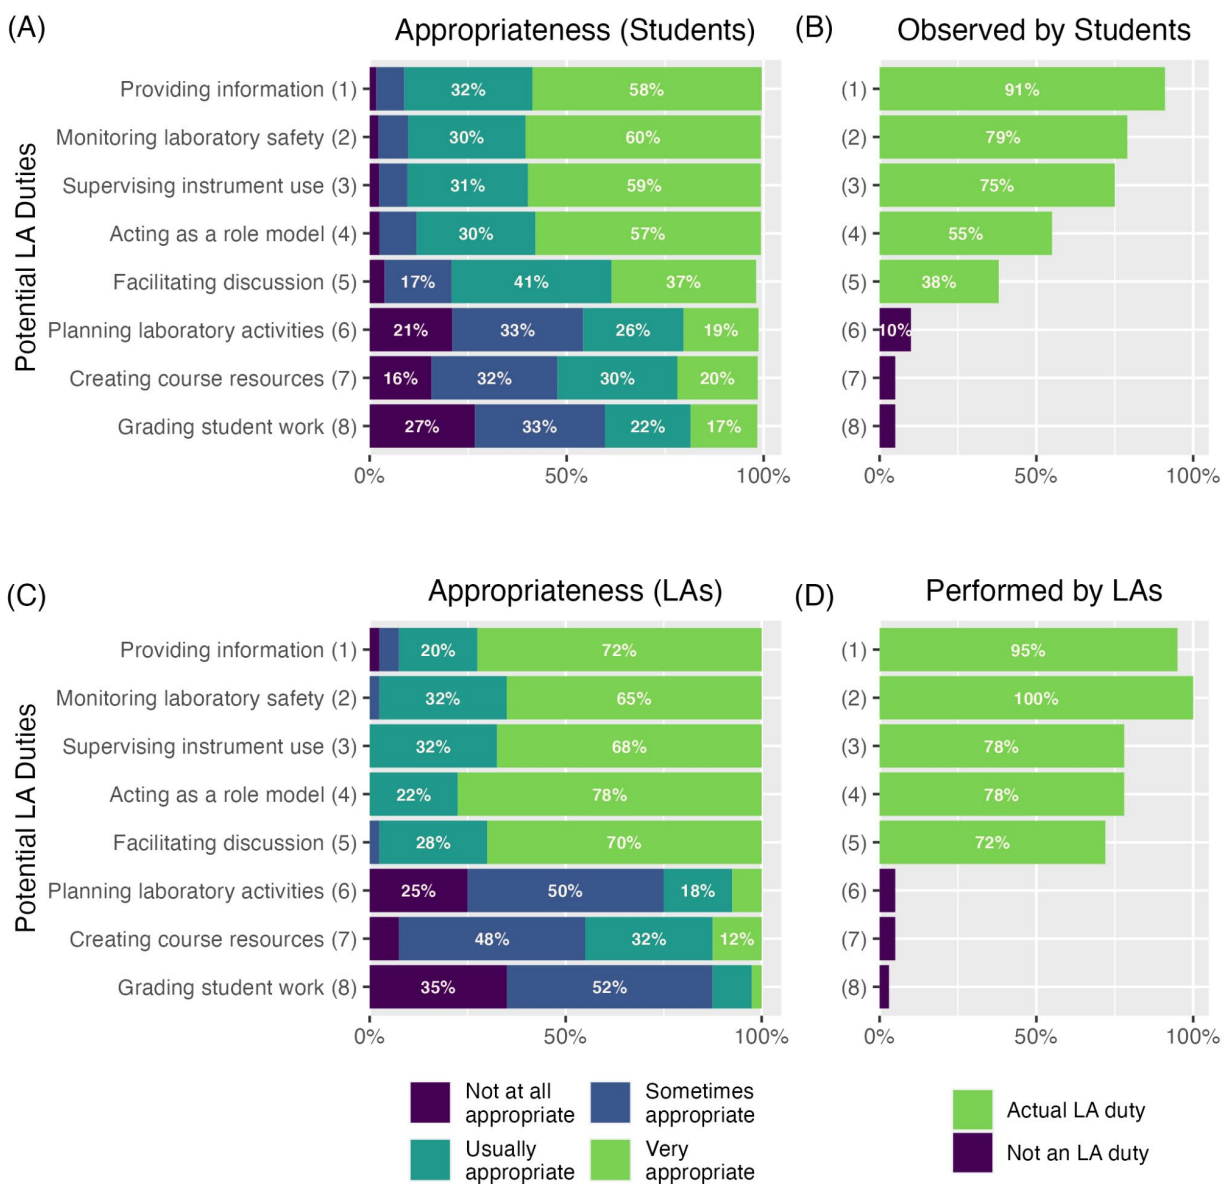 (A)
Appropriateness (Students)
Potential LA Duties
Providing information (1)
32%
58%
Monitoring laboratory safety (2)
30%
60%
Supervising instrument use (3)
31%
59%
Acting as a role model (4)
30%
57%
Facilitating discussion (5)
17%
41%
37%
Planning laboratory activities (6)
21%
33%
26%
19%
Creating course resources (7)
16%
32%
30%
20%
Grading student work (8)
27%
33%
22%
17%
0%
50%
100%
(B)
Observed by Students
(1)
91%
(2)
79%
(3)
75%
(4)
55%
(5)
38%
(6)
10%
(7)
(8)
0%
50%
100%
(C)
Appropriateness (LAs)
Potential LA Duties
Providing information (1)
20%
72%
Monitoring laboratory safety (2)
32%
65%
Supervising instrument use (3)
32%
68%
Acting as a role model (4)
22%
78%
Facilitating discussion (5)
28%
70%
Planning laboratory activities (6)
25%
50%
18%
Creating course resources (7)
48%
32%
12%
Grading student work (8)
35%
52%
0%
50%
100%
(D)
Performed by LAs
(1)
95%
(2)
100%
(3)
78%
(4)
78%
(5)
72%
(6)
(7)
(8)
0%
50%
100%
Not at all
appropriate
Sometimes
appropriate
Usually
appropriate
Very
appropriate
Actual LA duty
Not an LA duty